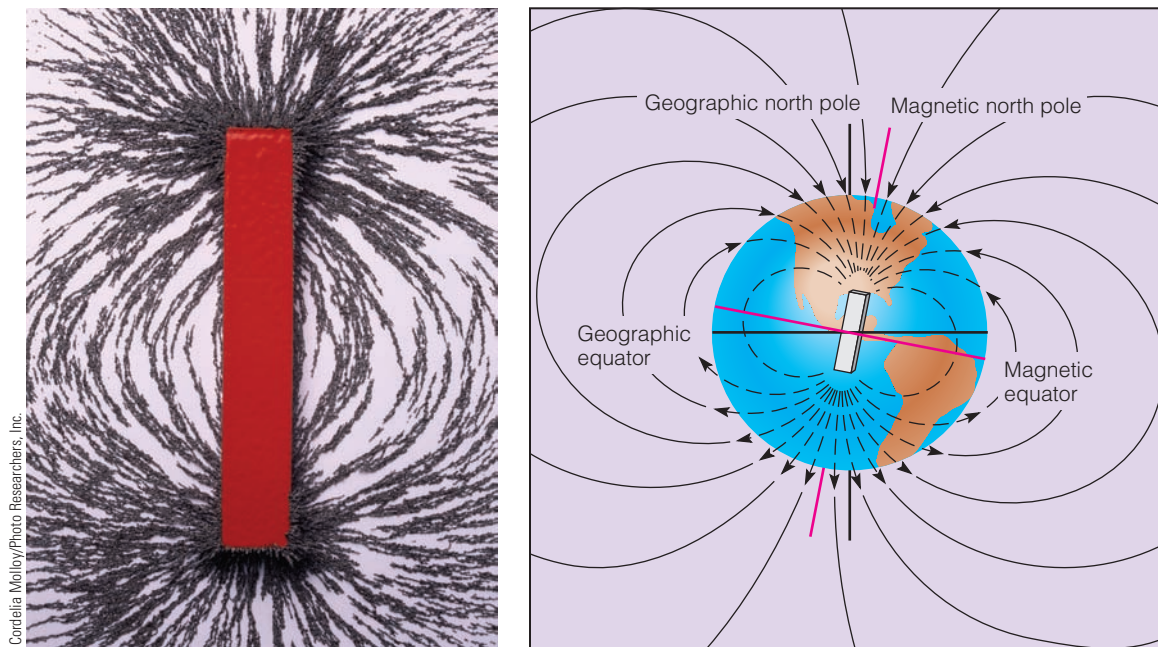 Cordelia Molloy/Photo Researchers, Inc.
Geographic north pole
Magnetic north pole
Geographic
equator
Magnetic
equator